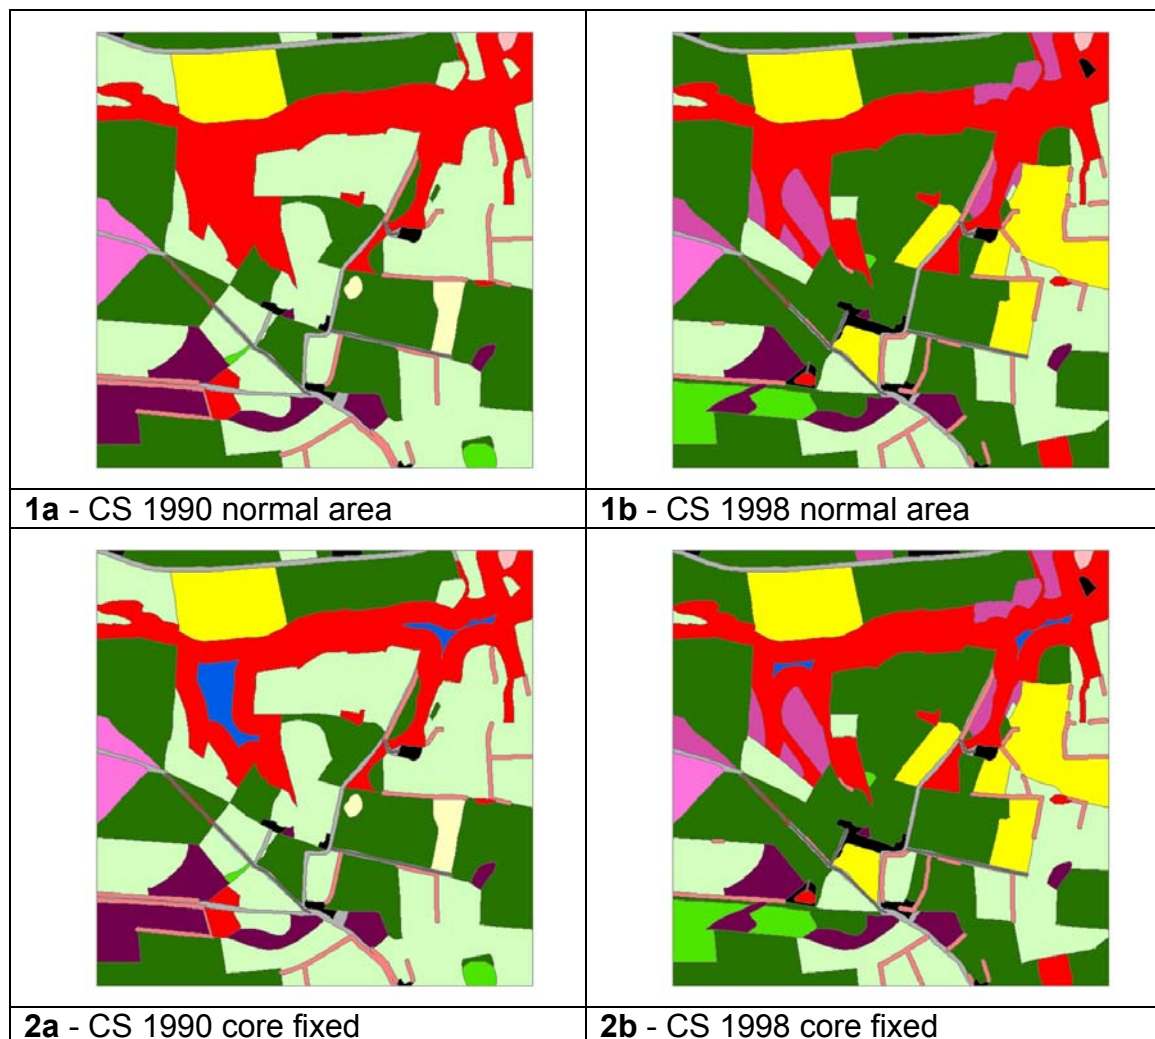 1a - CS 1990 normal area
1b - CS 1998 normal area
2a - CS 1990 core fixed
2b - CS 1998 core fixed